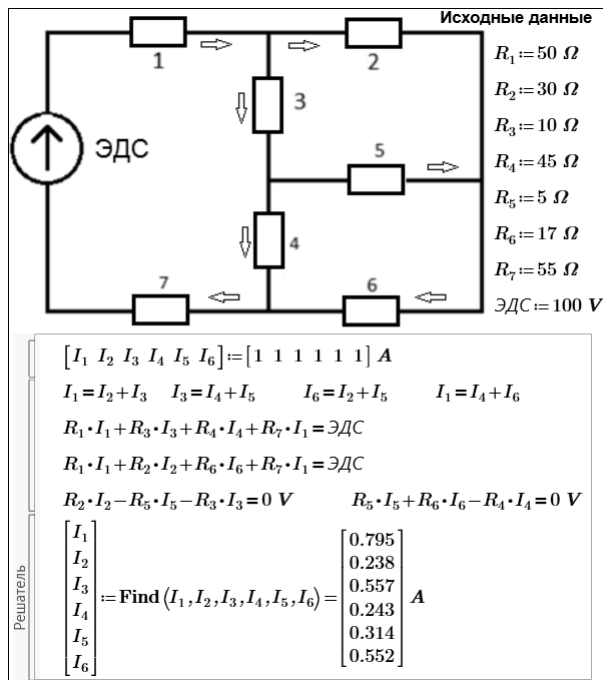 Исходные данные
1
2
3
ЭДС
5
4
7
6
R₁:=50 Ω
R₂:=30 Ω
R₃:=10 Ω
R₄:=45 Ω
R₅:=5 Ω
R₆:=17 Ω
R₇:=55 Ω
ЭДС:=100 V
[I₁ I₂ I₃ I₄ I₅ I₆]:=[1 1 1 1 1 1] A
I₁=I₂+I₃ I₃=I₄+I₅ I₆=I₂+I₅ I₁=I₄+I₆
R₁·I₁+R₃·I₃+R₄·I₄+R₇·I₁=ЭДС
R₁·I₁+R₂·I₂+R₆·I₆+R₇·I₁=ЭДС
R₂·I₂−R₅·I₅−R₃·I₃=0 V R₅·I₅+R₆·I₆−R₄·I₄=0 V
Решатель
I₁
I₂
I₃
I₄
I₅
I₆
:=Find(I₁,I₂,I₃,I₄,I₅,I₆)=
0.795
0.238
0.557
0.243
0.314
0.552
A